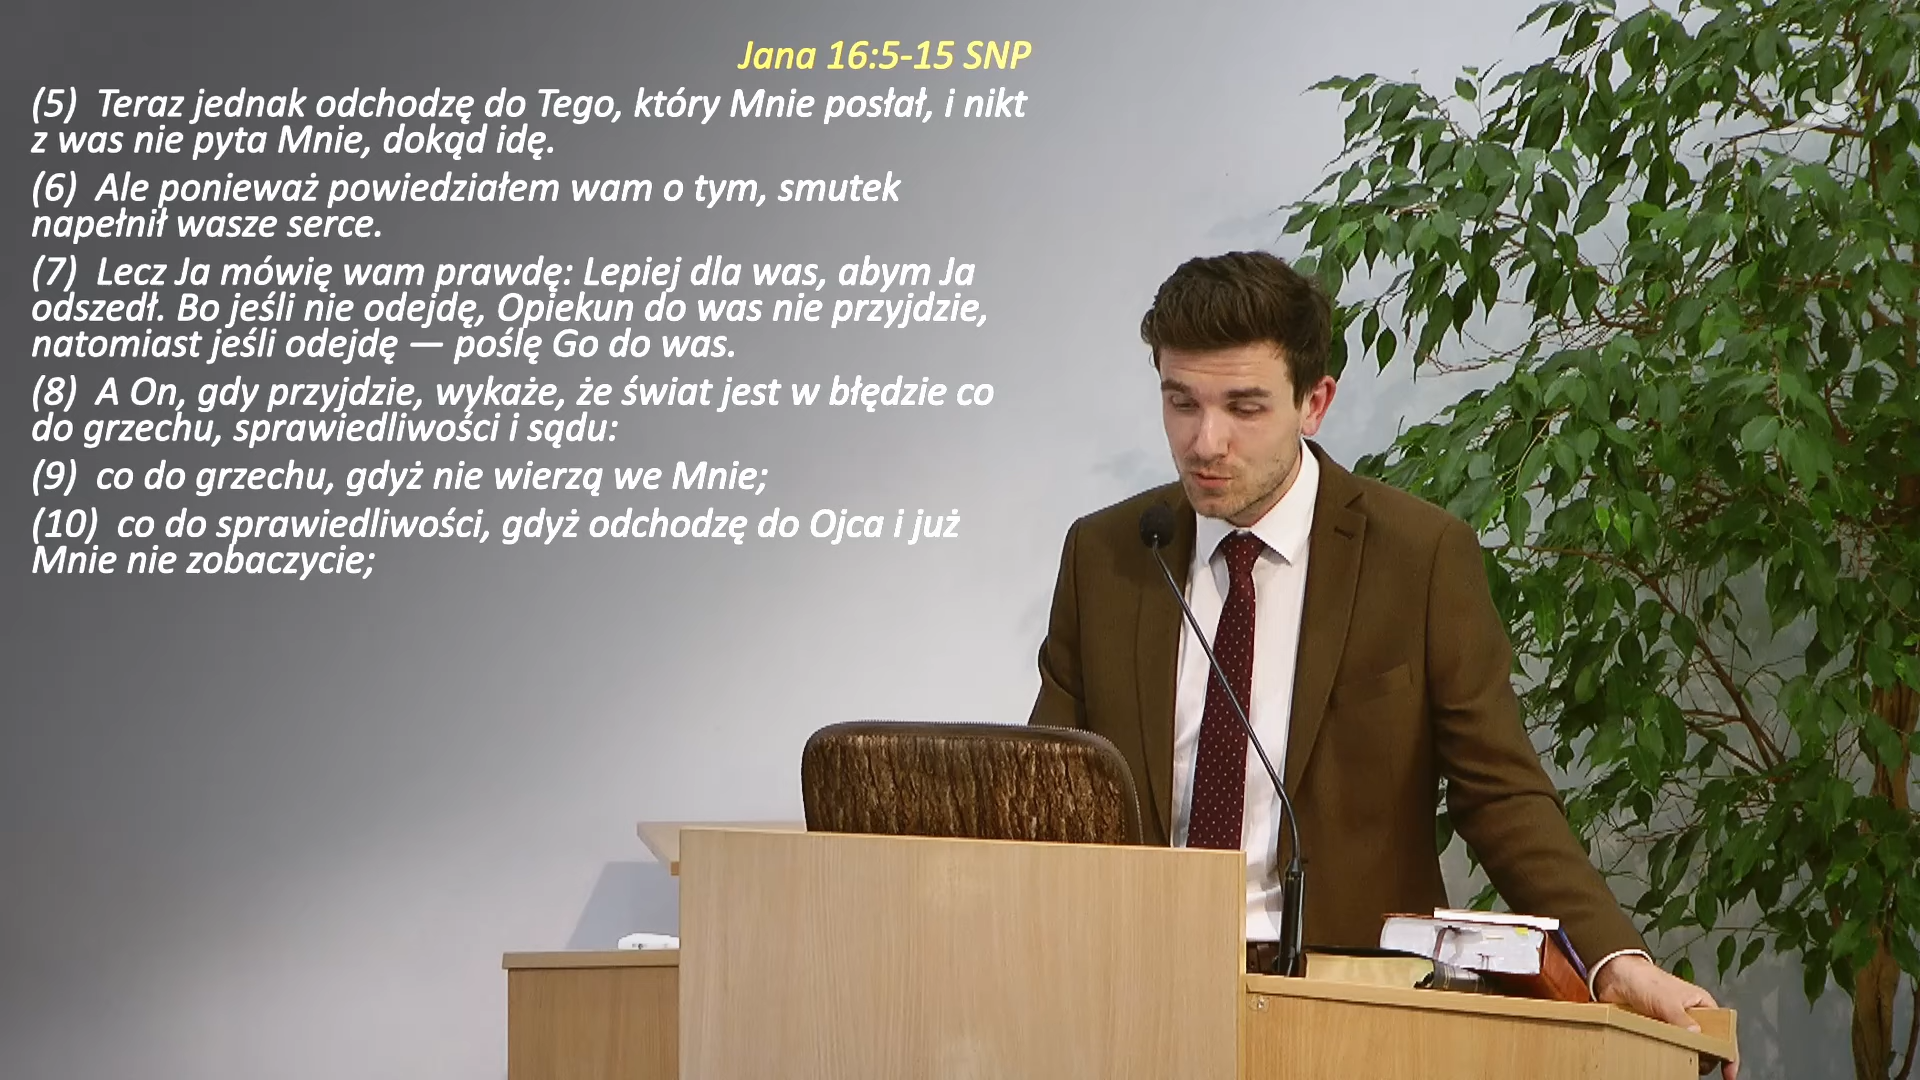 Jana 16:5-15 SNP
(5) Teraz jednak odchodzę do Tego, który Mnie posłał, i nikt
z was nie pyta Mnie, dokąd idę.
(6) Ale ponieważ powiedziałem wam o tym, smutek
napełnił wasze serce.
(7) Lecz Ja mówię wam prawdę: Lepiej dla was, abym Ja
odszedł. Bo jeśli nie odejdę, Opiekun do was nie przyjdzie,
natomiast jeśli odejdę — poślę Go do was.
(8) A On, gdy przyjdzie, wykaże, że świat jest w błędzie co
do grzechu, sprawiedliwości i sądu:
(9) co do grzechu, gdyż nie wierzą we Mnie;
(10) co do sprawiedliwości, gdyż odchodzę do Ojca i już
Mnie nie zobaczycie;